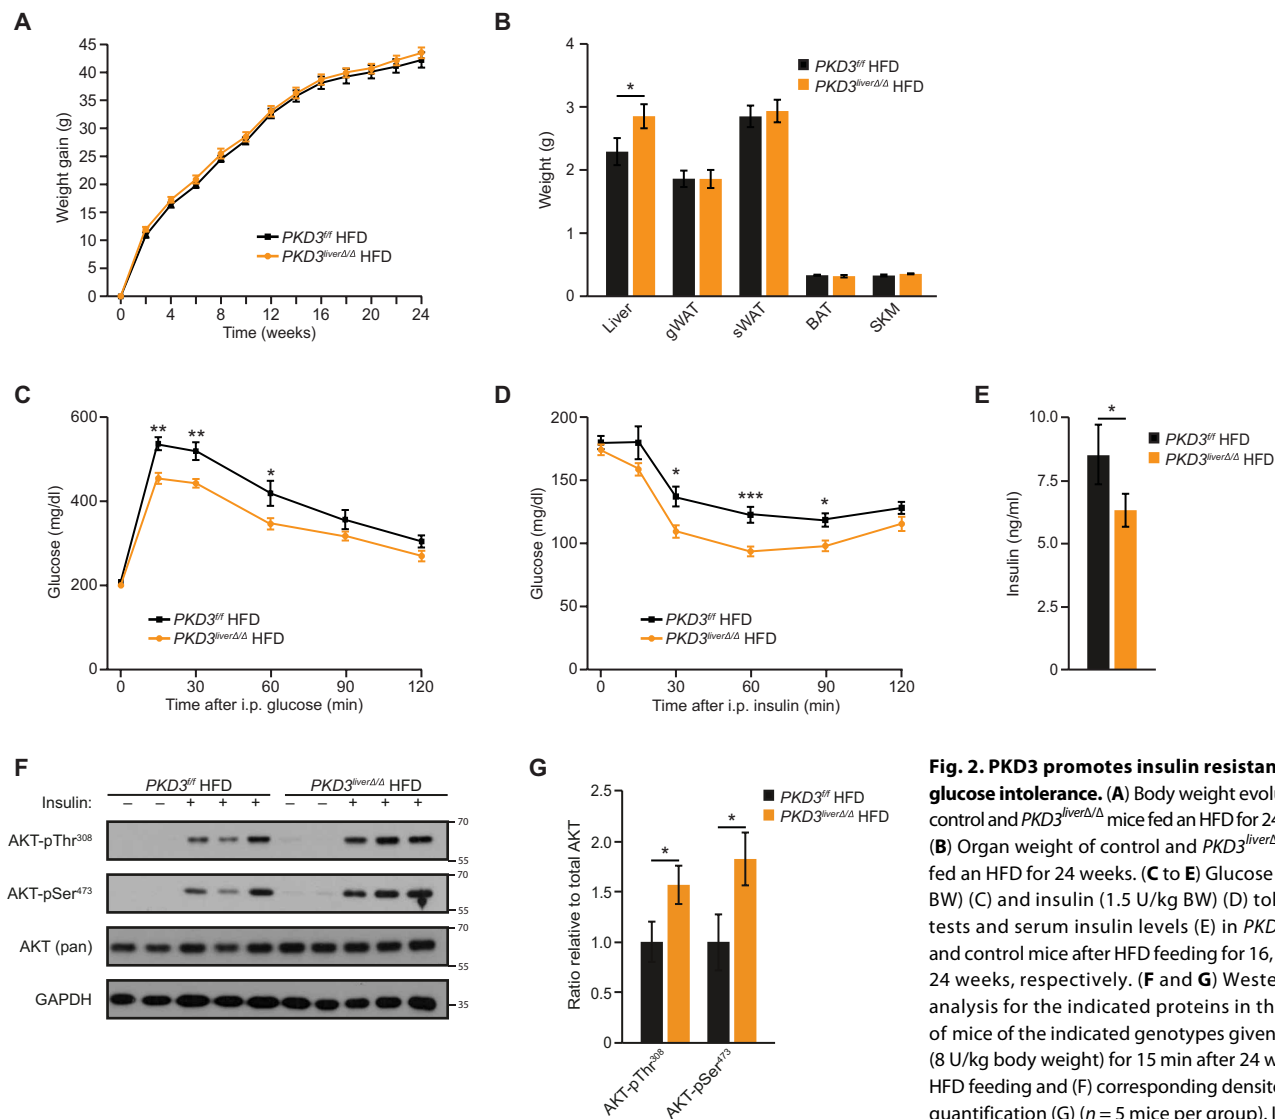 A
Weight gain (g)
45
40
35
30
25
20
15
10
5
0
0 4 8 12 16 20 24
Time (weeks)
PKD3f/f HFD
PKD3liverΔ/Δ HFD
B
Weight (g)
4
3
2
1
0
*
Liver gWAT sWAT BAT SKM
PKD3f/f HFD
PKD3liverΔ/Δ HFD
C
Glucose (mg/dl)
600
400
200
0
** ** *
PKD3f/f HFD
PKD3liverΔ/Δ HFD
0 30 60 90 120
Time after i.p. glucose (min)
D
Glucose (mg/dl)
200
150
100
50
0
* *** *
PKD3f/f HFD
PKD3liverΔ/Δ HFD
0 30 60 90 120
Time after i.p. insulin (min)
E
Insulin (ng/ml)
10.0
7.5
5.0
2.5
0
*
PKD3f/f HFD
PKD3liverΔ/Δ HFD
F
PKD3f/f HFD PKD3liverΔ/Δ HFD
Insulin: – – + + + – – + + +
AKT-pThr308 70 55
AKT-pSer473 70 55
AKT (pan) 70 55
GAPDH 35
G
Ratio relative to total AKT
2.5
2.0
1.5
1.0
0.5
0
* *
AKT-pThr308 AKT-pSer473
PKD3f/f HFD
PKD3liverΔ/Δ HFD
Fig. 2. PKD3 promotes insulin
glucose intolerance. (A) Body weight
control and PKD3liverΔ/Δ mice fed an HFD for 24
(B) Organ weight of control and
fed an HFD for 24 weeks. (C to E) Glucose
BW) (C) and insulin (1.5 U/kg BW) (D)
tests and serum insulin levels (E) in
and control mice after HFD feeding for 16,
24 weeks, respectively. (F and G)
analysis for the indicated proteins in
of mice of the indicated genotypes given
(8 U/kg body weight) for 15 min after 24
HFD feeding and (F) corresponding
quantification (G) (n = 5 mice per group).